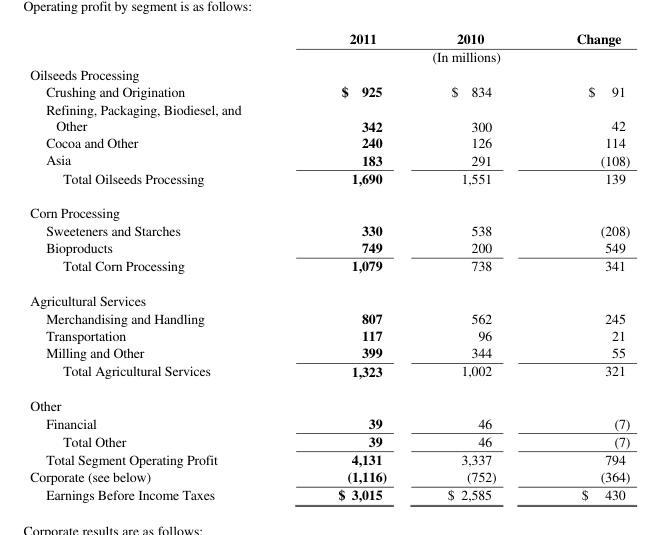 Operating profit by segment is as follows:
2011 2010 Change
(In millions)
Oilseeds Processing
Crushing and Origination $ 925 $ 834 $ 91
Refining, Packaging, Biodiesel, and
Other 342 300 42
Cocoa and Other 240 126 114
Asia 183 291 (108)
Total Oilseeds Processing 1,690 1,551 139
Corn Processing
Sweeteners and Starches 330 538 (208)
Bioproducts 749 200 549
Total Corn Processing 1,079 738 341
Agricultural Services
Merchandising and Handling 807 562 245
Transportation 117 96 21
Milling and Other 399 344 55
Total Agricultural Services 1,323 1,002 321
Other
Financial 39 46 (7)
Total Other 39 46 (7)
Total Segment Operating Profit 4,131 3,337 794
Corporate (see below) (1,116) (752) (364)
Earnings Before Income Taxes $ 3,015 $ 2,585 $ 430
Corporate results are as follows: